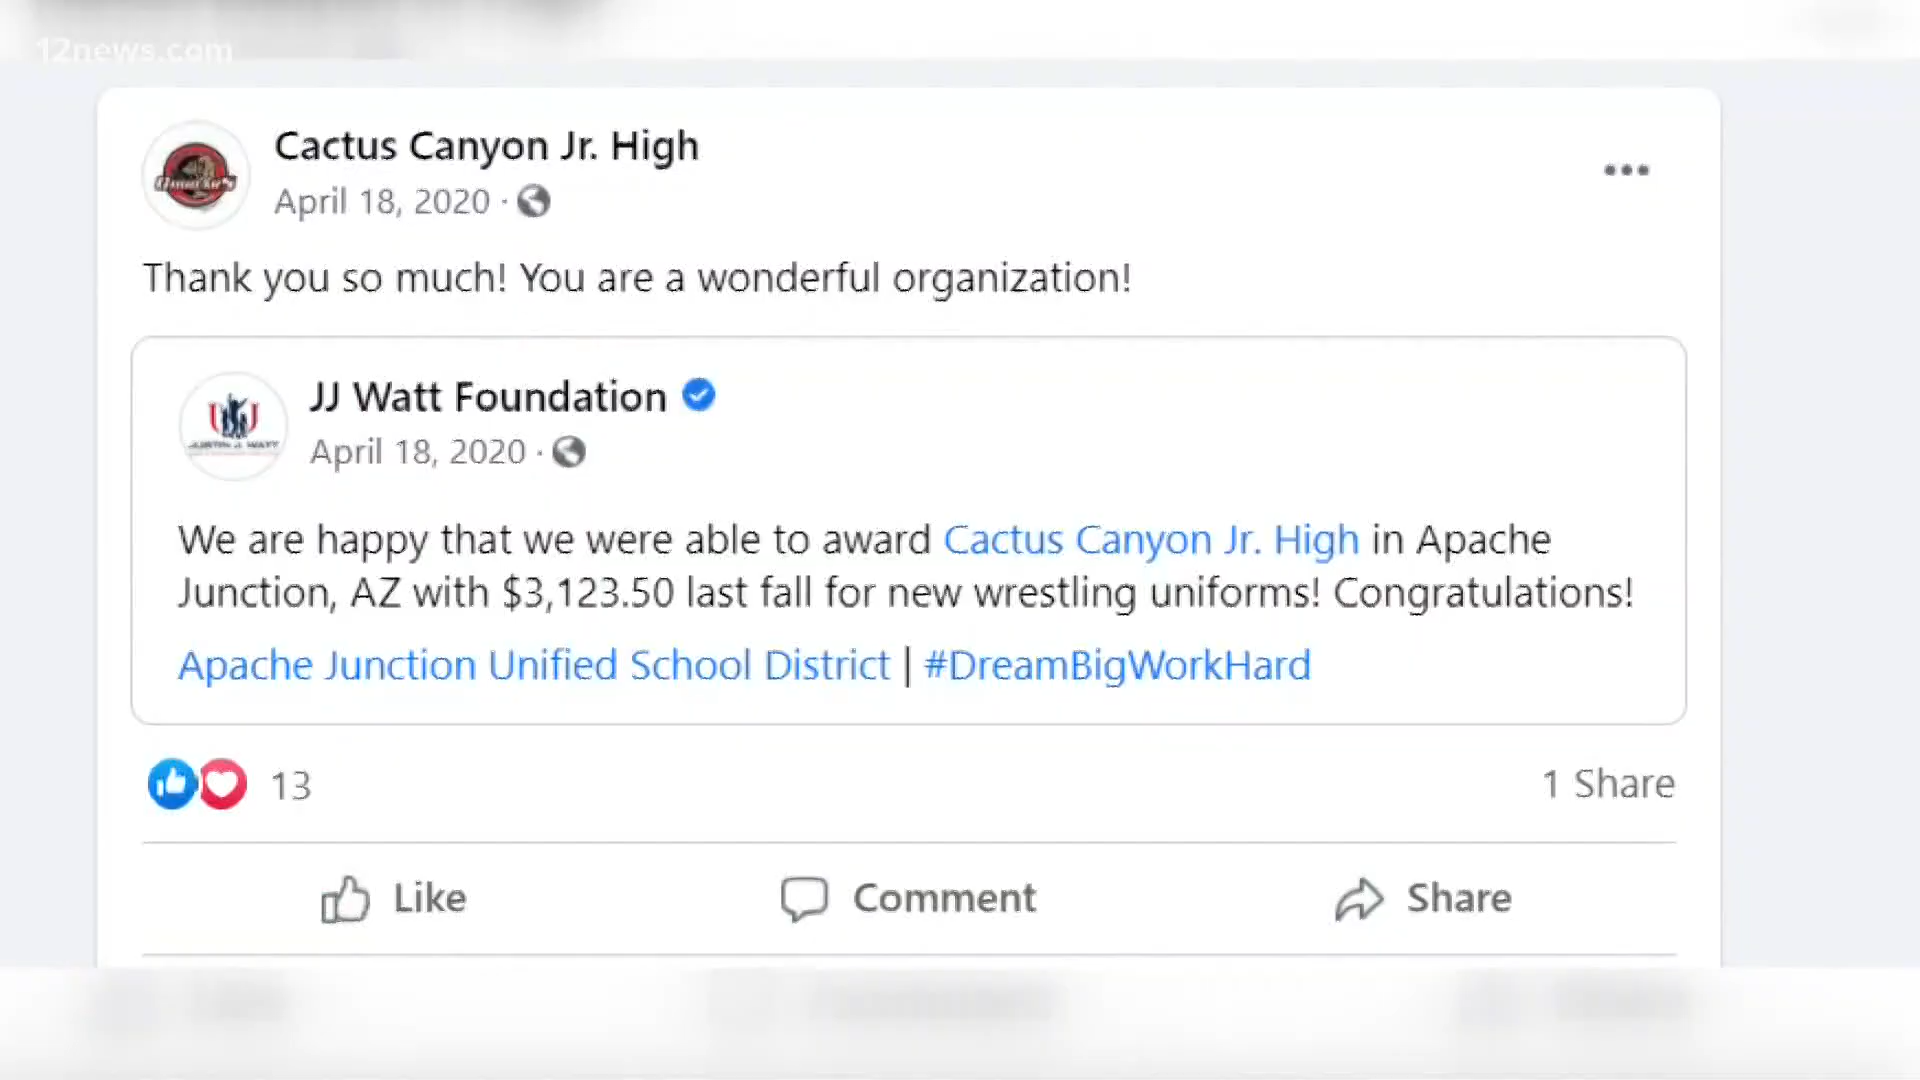 12news.com
Cactus Canyon Jr. High
April 18, 2020 ·
Thank you so much! You are a wonderful organization!
JJ Watt Foundation
April 18, 2020 ·
We are happy that we were able to award Cactus Canyon Jr. High in Apache
Junction, AZ with $3,123.50 last fall for new wrestling uniforms! Congratulations!
Apache Junction Unified School District | #DreamBigWorkHard
13
1 Share
Like
Comment
Share